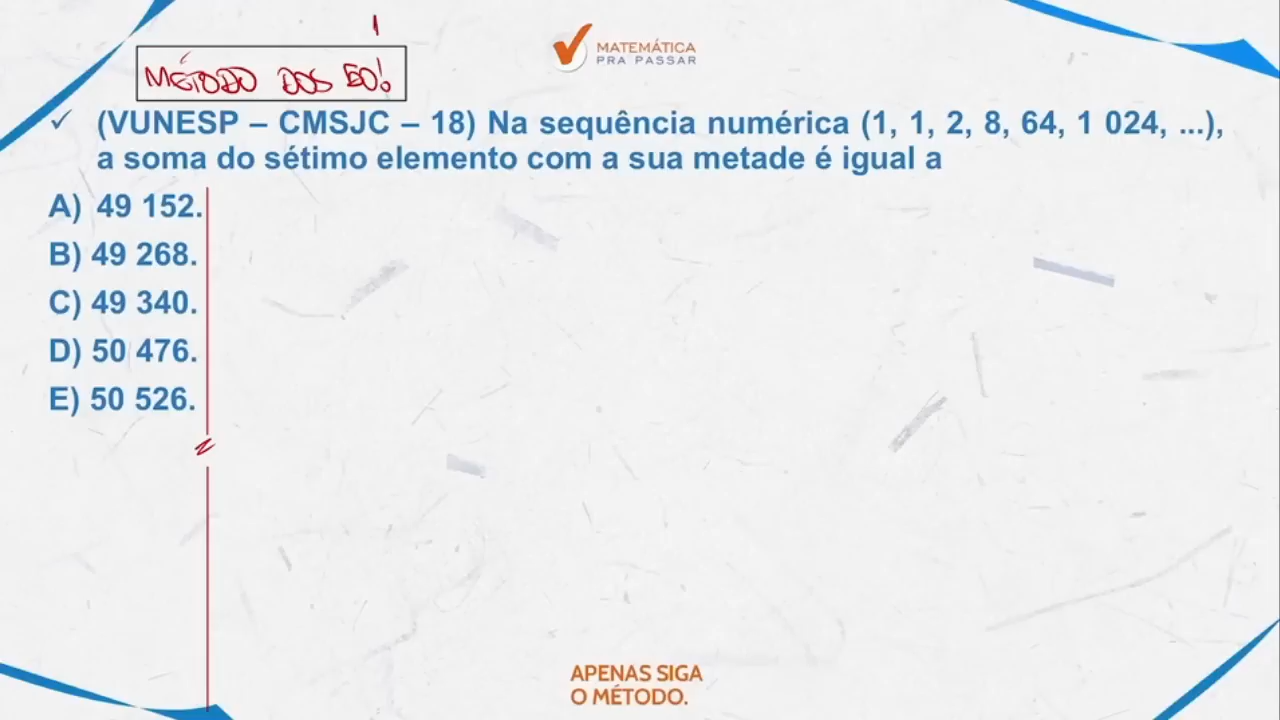 MATEMÁTICA
PRA PASSAR
MÉTODO DOS 50!
(VUNESP – CMSJC – 18) Na sequência numérica (1, 1, 2, 8, 64, 1 024, ...),
a soma do sétimo elemento com a sua metade é igual a
A) 49 152.
B) 49 268.
C) 49 340.
D) 50 476.
E) 50 526.
APENAS SIGA
O MÉTODO.